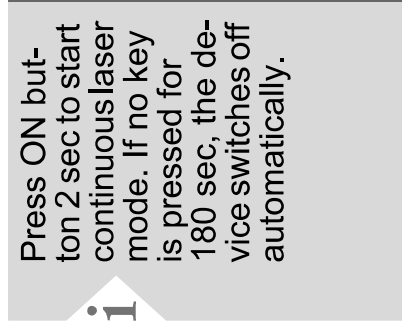 Press ON but-
ton 2 sec to start
continuous laser
mode. If no key
is pressed for
180 sec, the de-
vice switches off
automatically.
i